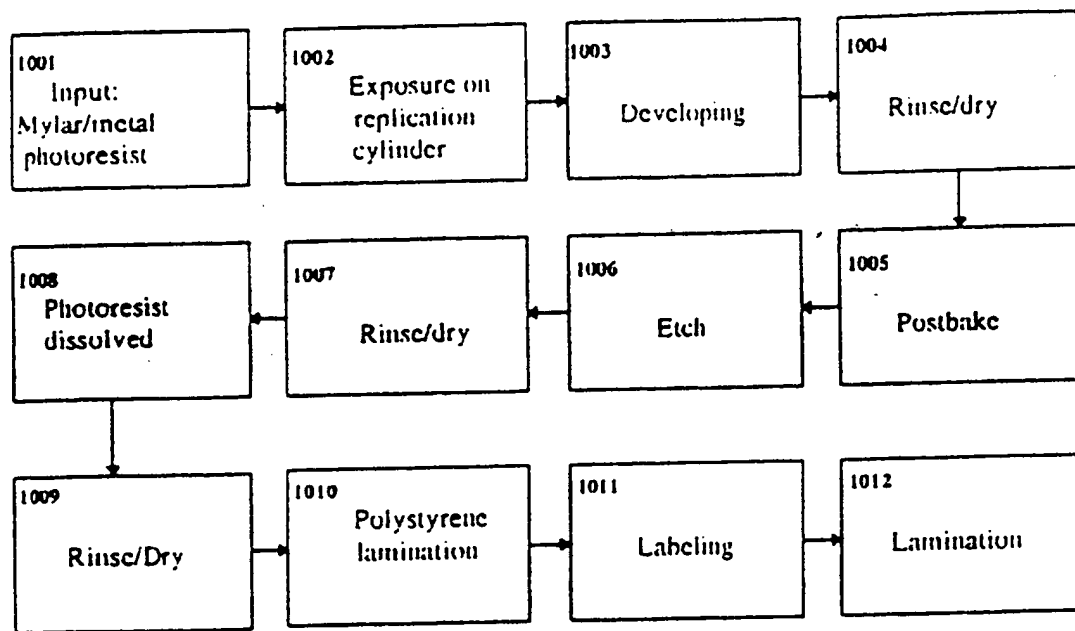 1001
Input:
Mylar/metal
photoresist
1002
Exposure on
replication
cylinder
1003
Developing
1004
Rinse/dry
1005
Postbake
1006
Etch
1007
Rinse/dry
1008
Photoresist
dissolved
1009
Rinse/Dry
1010
Polystyrene
lamination
1011
Labeling
1012
Lamination